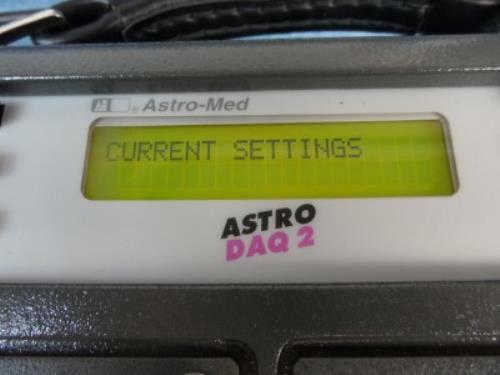 ® Astro-Med
CURRENT SETTINGS
ASTRO
DAQ 2